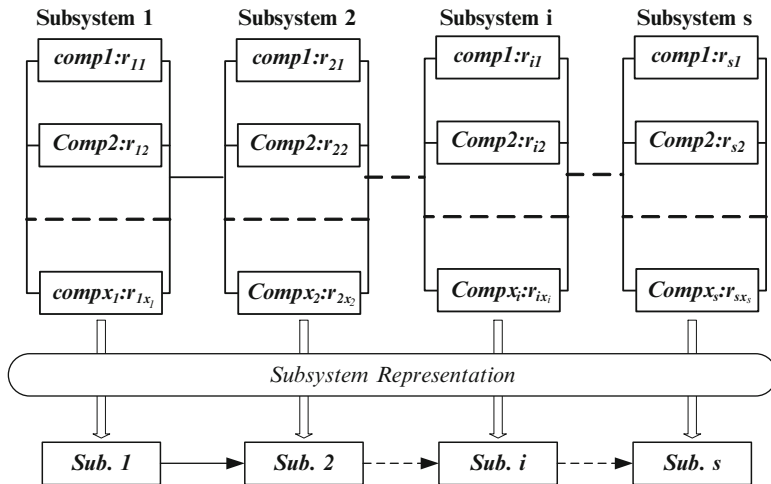 Subsystem 1 Subsystem 2 Subsystem i Subsystem s
comp1:r11 comp1:r21 comp1:ri1 comp1:rs1
Comp2:r12 Comp2:r22 Comp2:ri2 Comp2:rs2
compx1:r1x1 Compx2:r2x2 Compxi:rixi Compxs:rsxs
Subsystem Representation
Sub. 1 Sub. 2 Sub. i Sub. s